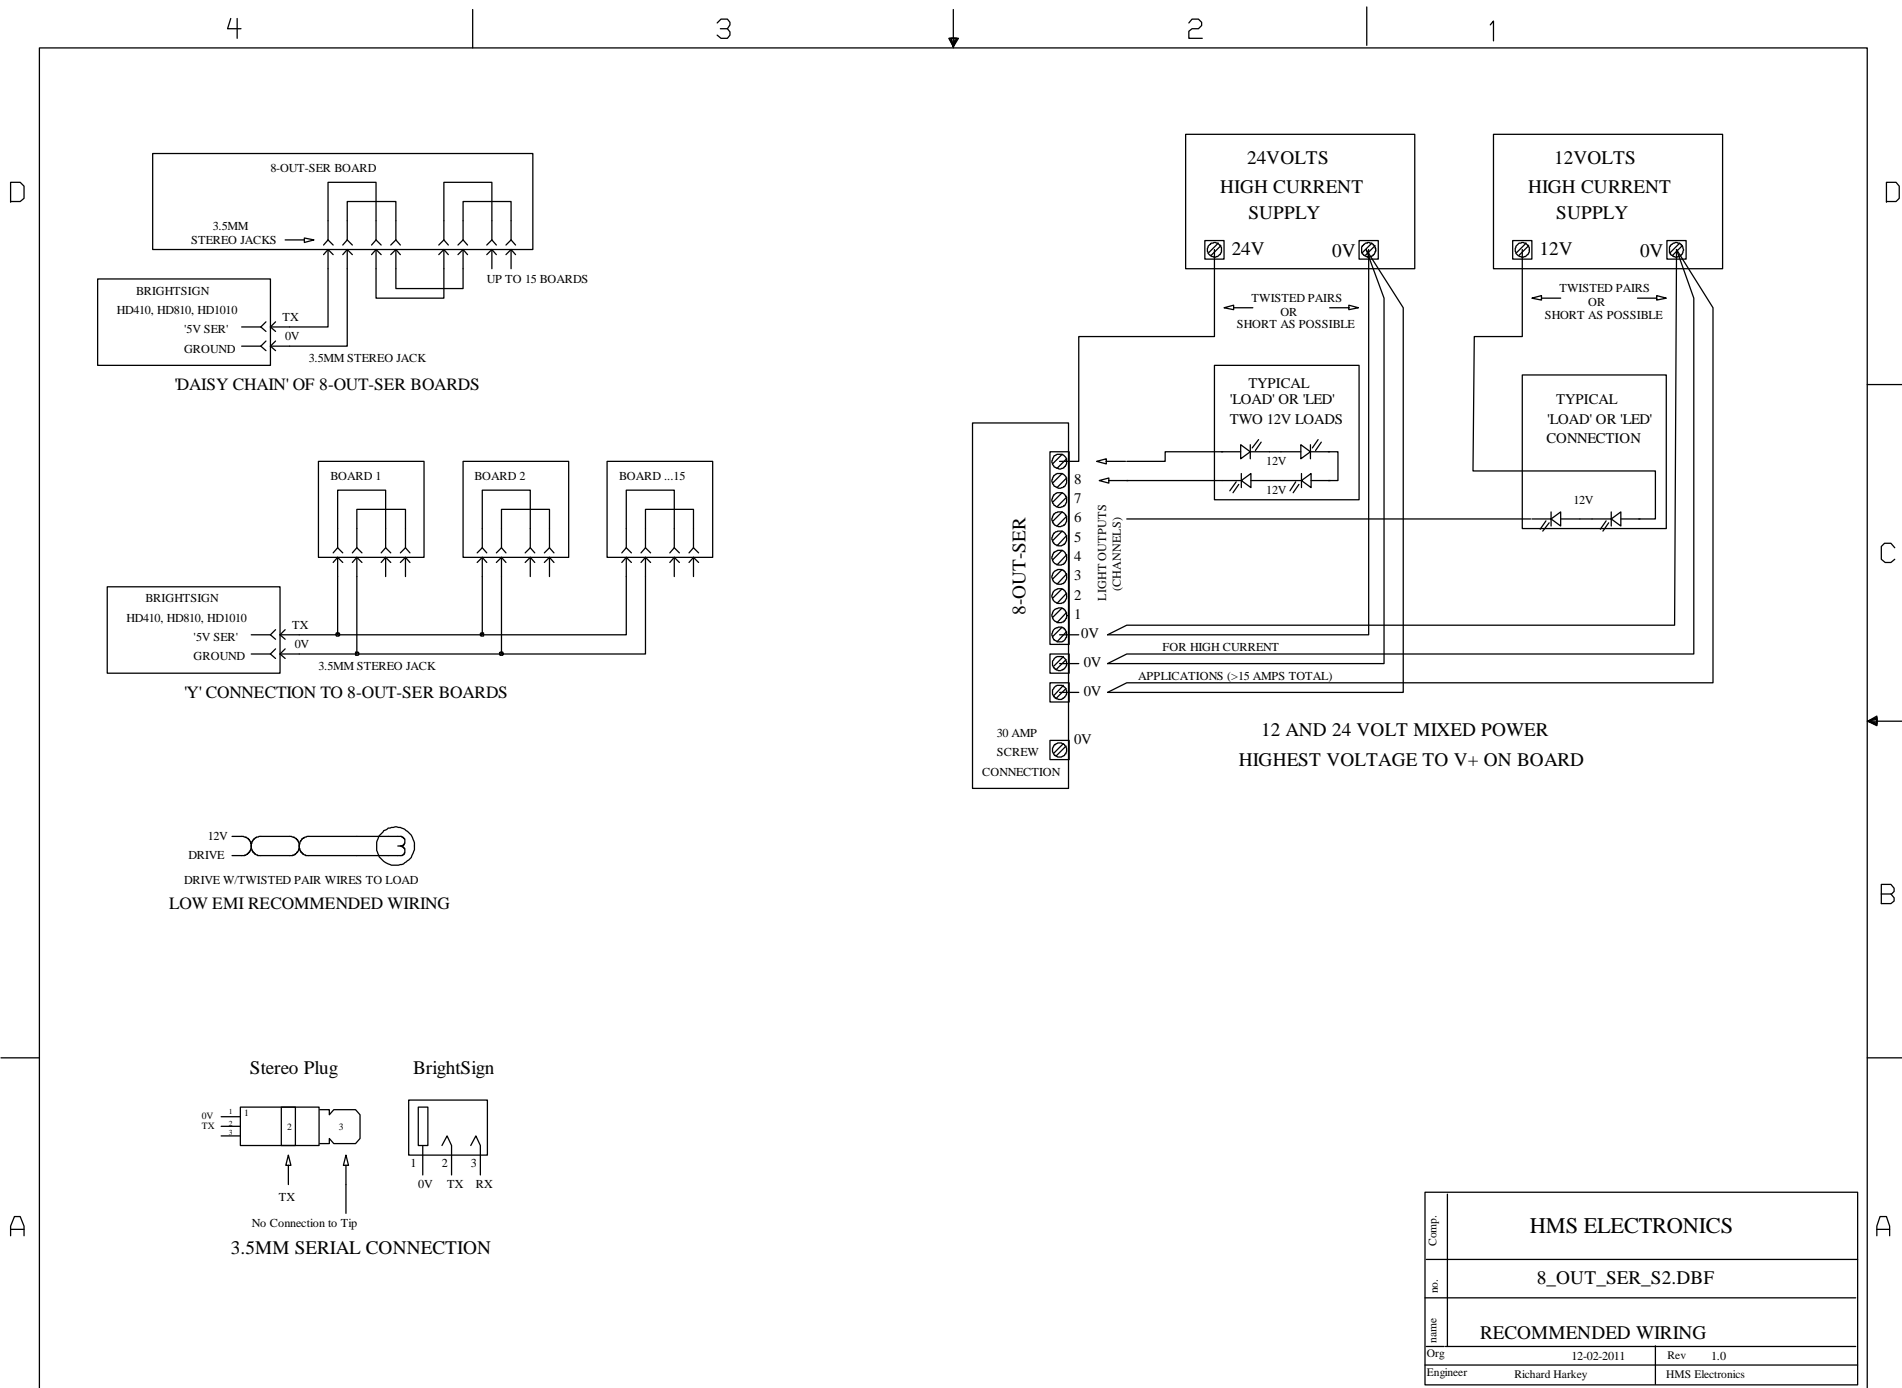 4
3
2
1
D
D
8-OUT-SER BOARD
3.5MM
STEREO JACKS
UP TO 15 BOARDS
BRIGHTSIGN
HD410, HD810, HD1010
'5V SER'
GROUND
TX
0V
3.5MM STEREO JACK
'DAISY CHAIN' OF 8-OUT-SER BOARDS
BOARD 1
BOARD 2
BOARD ...15
BRIGHTSIGN
HD410, HD810, HD1010
'5V SER'
GROUND
TX
0V
3.5MM STEREO JACK
'Y' CONNECTION TO 8-OUT-SER BOARDS
12V
DRIVE
DRIVE W/TWISTED PAIR WIRES TO LOAD
LOW EMI RECOMMENDED WIRING
Stereo Plug
0V
TX
1
2
3
1
2
3
TX
No Connection to Tip
BrightSign
1
2
3
0V
TX
RX
3.5MM SERIAL CONNECTION
24VOLTS
HIGH CURRENT
SUPPLY
24V
0V
TWISTED PAIRS
OR
SHORT AS POSSIBLE
12VOLTS
HIGH CURRENT
SUPPLY
12V
0V
TWISTED PAIRS
OR
SHORT AS POSSIBLE
TYPICAL
'LOAD' OR 'LED'
TWO 12V LOADS
12V
12V
TYPICAL
'LOAD' OR 'LED'
CONNECTION
12V
8-OUT-SER
8
7
6
5
4
3
2
1
0V
0V
0V
0V
LIGHT OUTPUTS
(CHANNELS)
FOR HIGH CURRENT
APPLICATIONS (>15 AMPS TOTAL)
30 AMP
SCREW
CONNECTION
12 AND 24 VOLT MIXED POWER
HIGHEST VOLTAGE TO V+ ON BOARD
C
B
A
A
Comp.
HMS ELECTRONICS
no.
8_OUT_SER_S2.DBF
name
RECOMMENDED WIRING
Org
12-02-2011
Rev 1.0
Engineer
Richard Harkey
HMS Electronics